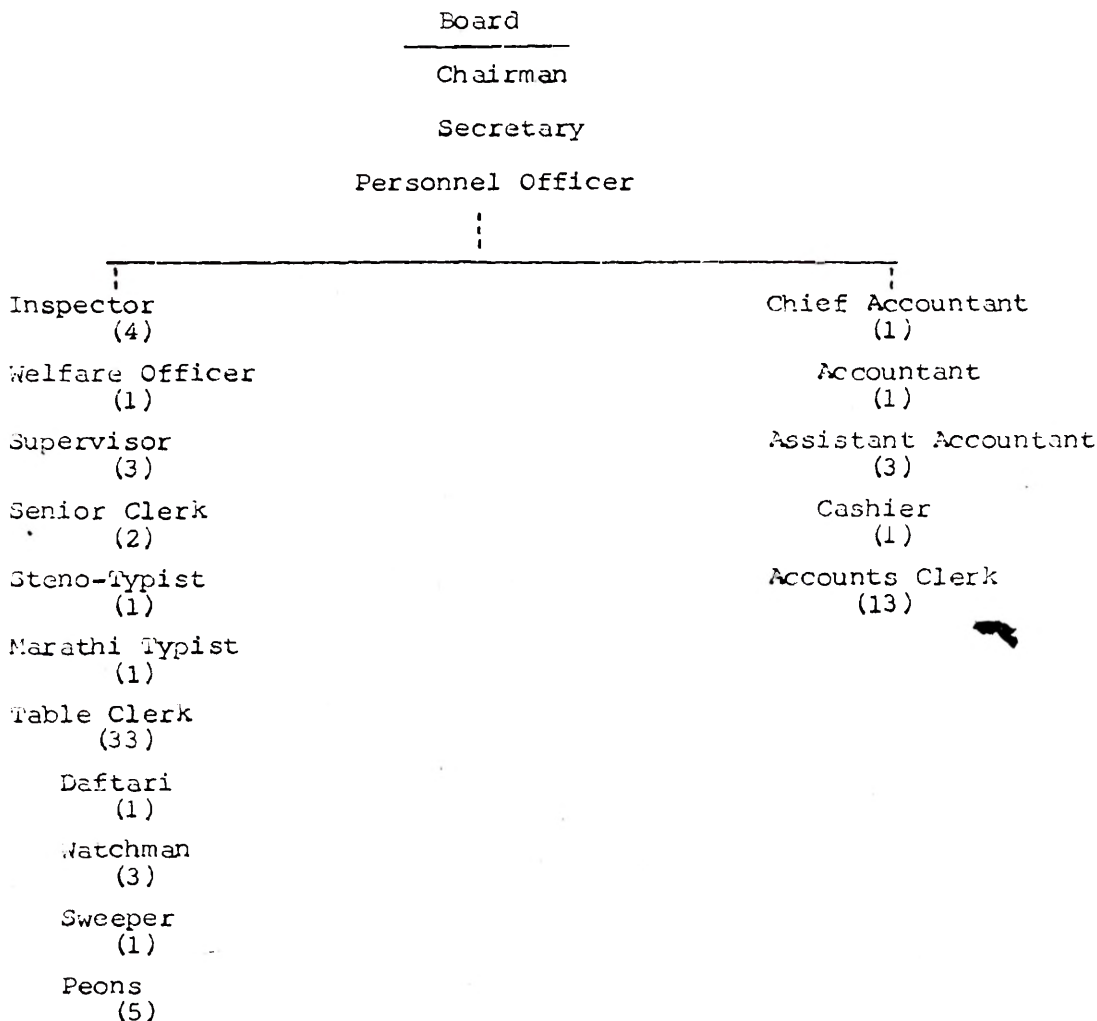 Board
Chairman
Secretary
Personnel Officer
Inspector
(4)
Welfare Officer
(1)
Supervisor
(3)
Senior Clerk
(2)
Steno-Typist
(1)
Marathi Typist
(1)
Table Clerk
(33)
Daftari
(1)
Watchman
(3)
Sweeper
(1)
Peons
(5)
Chief Accountant
(1)
Accountant
(1)
Assistant Accountant
(3)
Cashier
(1)
Accounts Clerk
(13)